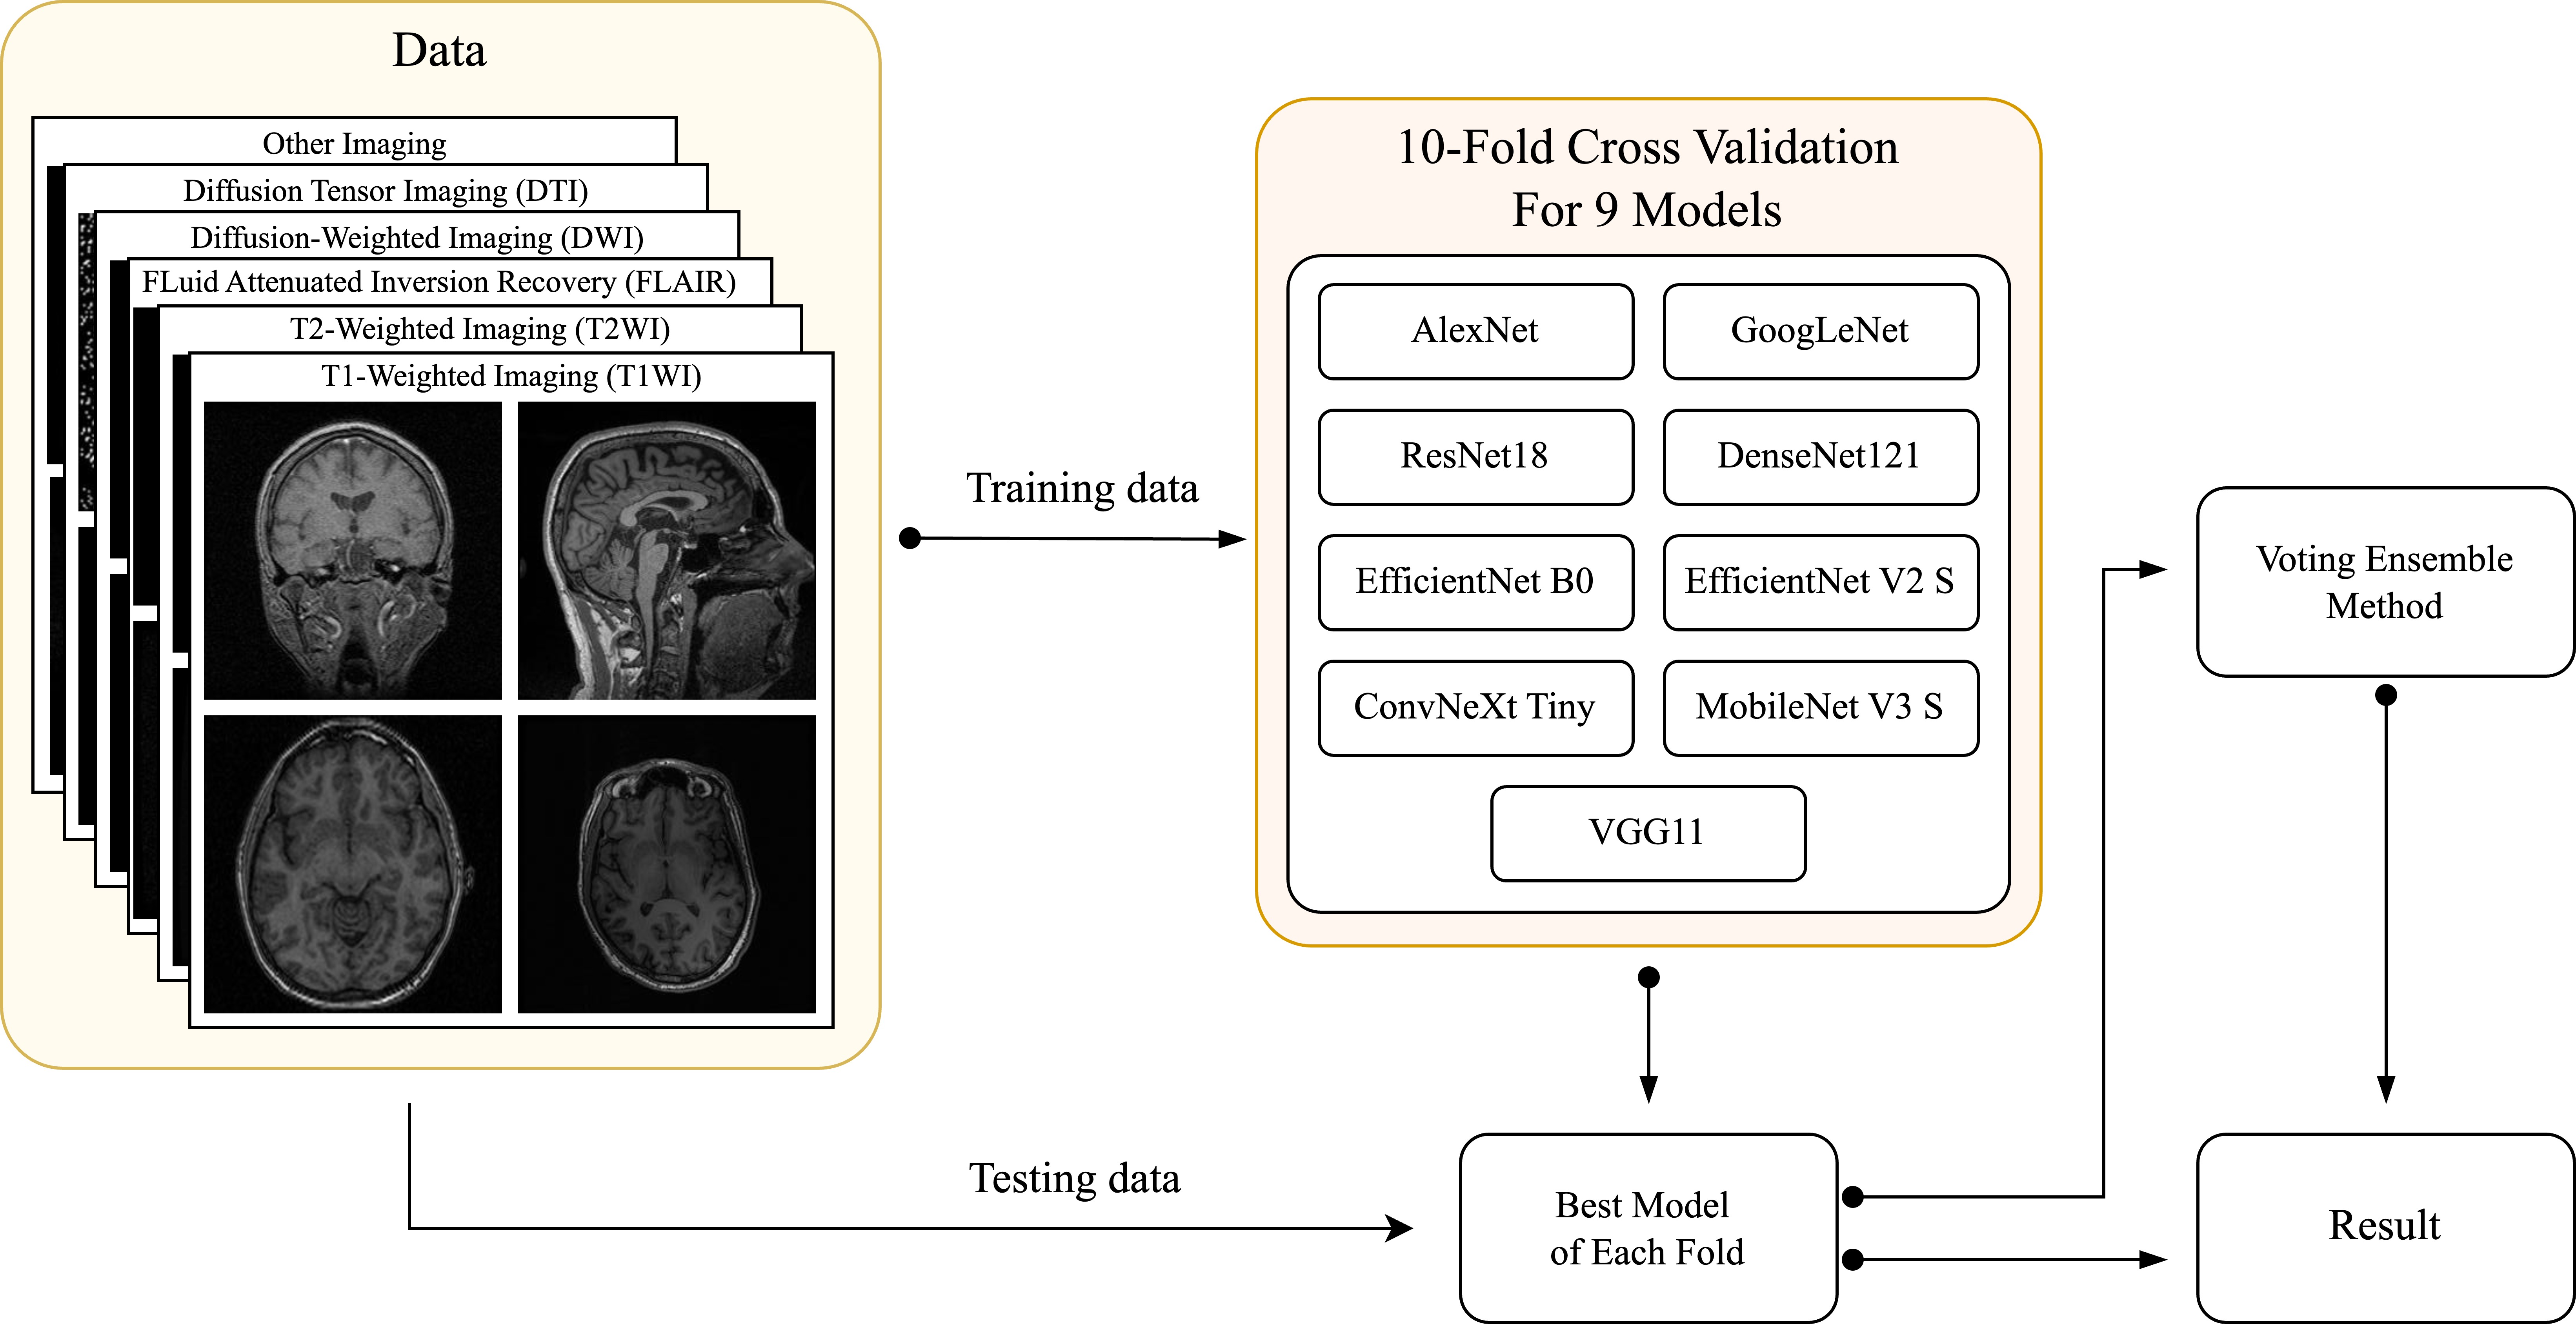 Data
Other Imaging
Diffusion Tensor Imaging (DTI)
Diffusion-Weighted Imaging (DWI)
FLuid Attenuated Inversion Recovery (FLAIR)
T2-Weighted Imaging (T2WI)
T1-Weighted Imaging (T1WI)
Training data
10-Fold Cross Validation
For 9 Models
AlexNet
GoogLeNet
ResNet18
DenseNet121
EfficientNet B0
EfficientNet V2 S
ConvNeXt Tiny
MobileNet V3 S
VGG11
Voting Ensemble
Method
Testing data
Best Model
of Each Fold
Result